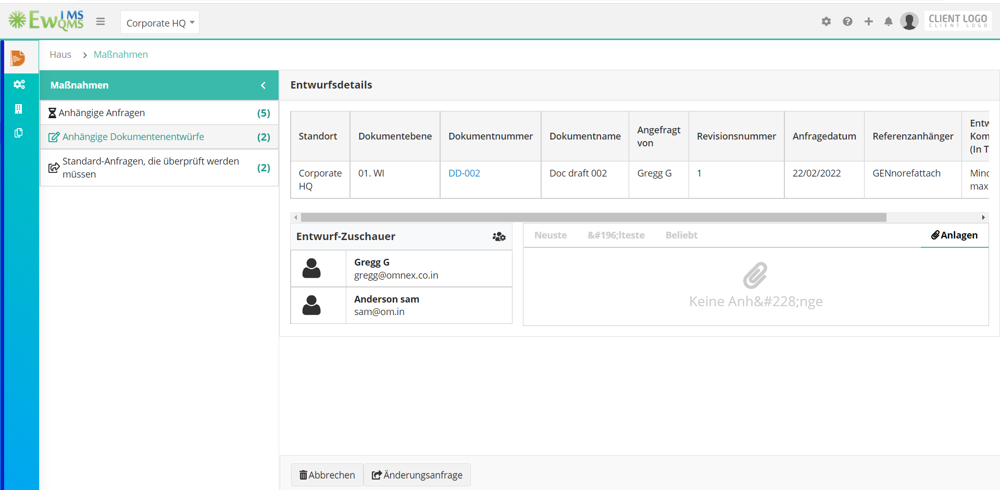 EwIMS QMS
Corporate HQ
CLIENT LOGO
CLIENT LOGO
Haus > Maßnahmen
Maßnahmen
Anhängige Anfragen (5)
Anhängige Dokumentenentwürfe (2)
Standard-Anfragen, die überprüft werden
müssen (2)
Entwurfsdetails
Standort Dokumentebene Dokumentnummer Dokumentname Angefragt von Revisionsnummer Anfragedatum Referenzanhänger
Corporate HQ 01. WI DD-002 Doc draft 002 Gregg G 1 22/02/2022 GENnorefattach
(In T
max
Entwurf-Zuschauer
Gregg G
gregg@omnex.co.in
Anderson sam
sam@om.in
Neuste &#196;lteste Beliebt Anlagen
Keine Anh&#228;nge
Abbrechen Änderungsanfrage